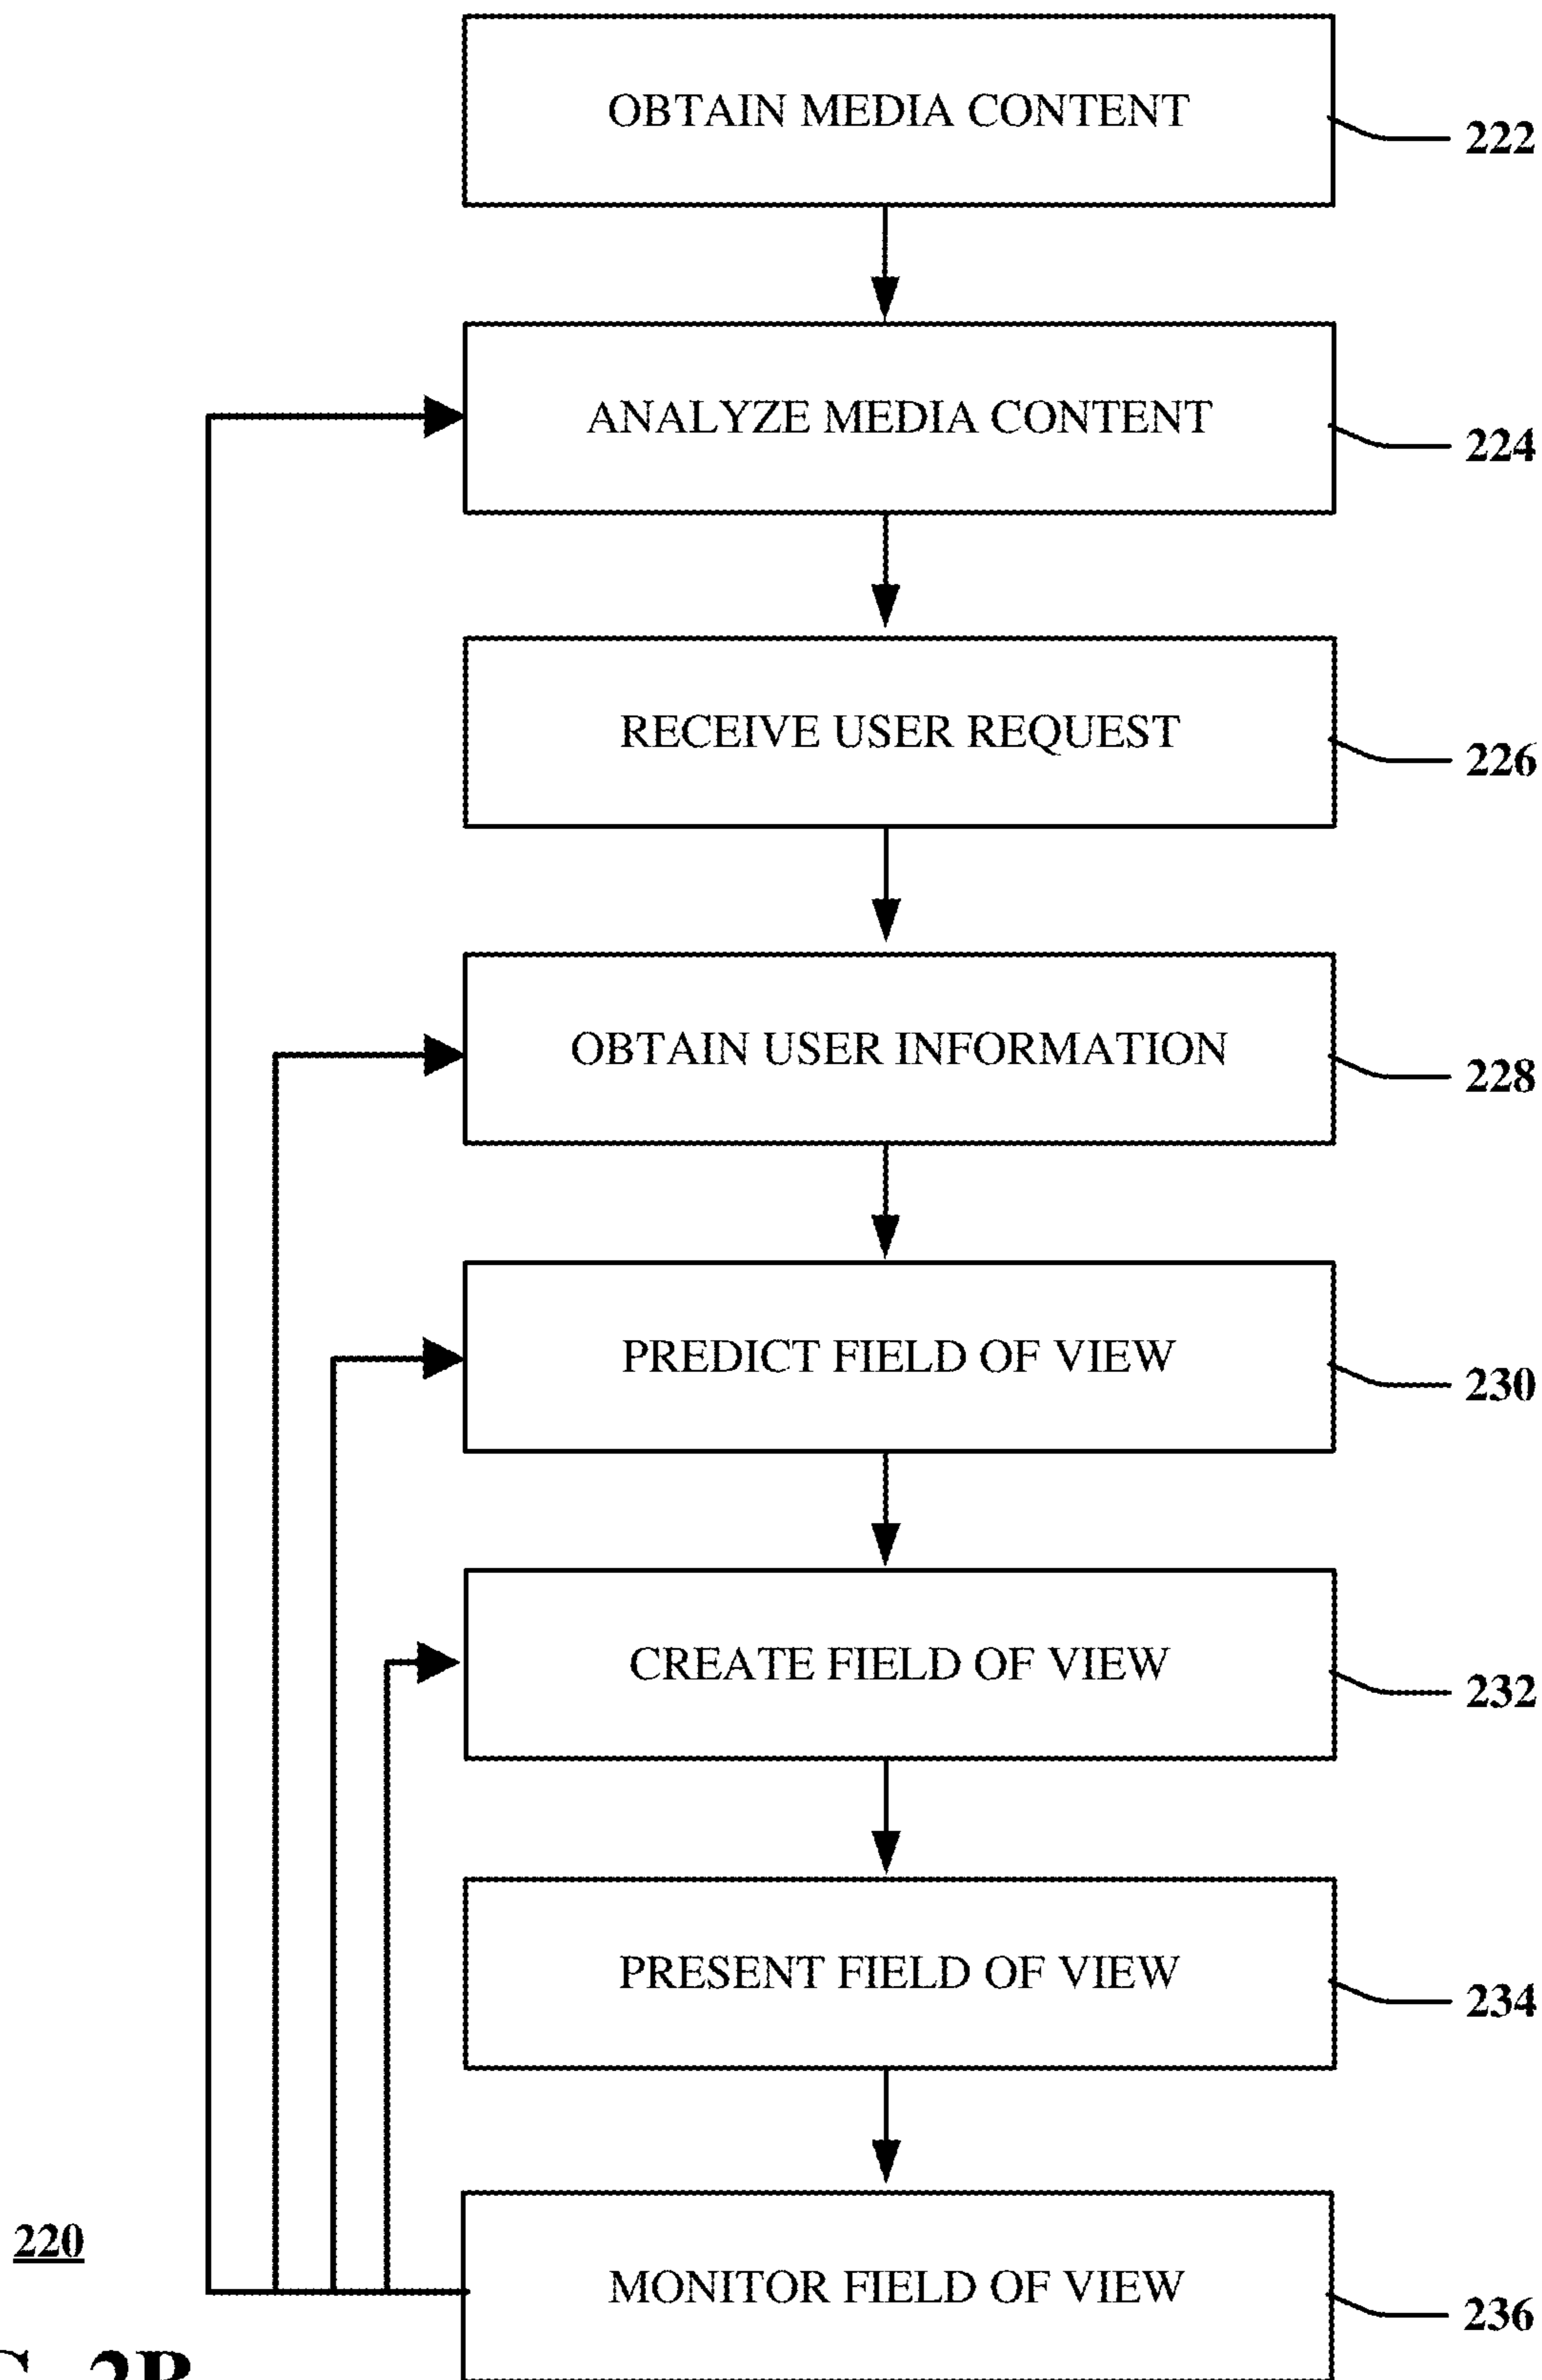 OBTAIN MEDIA CONTENT
222
ANALYZE MEDIA CONTENT
224
RECEIVE USER REQUEST
226
OBTAIN USER INFORMATION
228
PREDICT FIELD OF VIEW
230
CREATE FIELD OF VIEW
232
PRESENT FIELD OF VIEW
234
220
MONITOR FIELD OF VIEW
236
2B